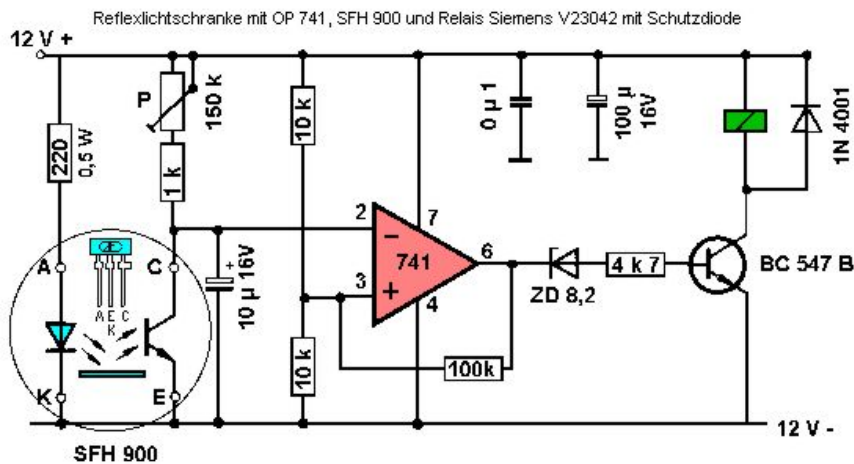 Reflexlichtschranke mit OP 741, SFH 900 und Relais Siemens V23042 mit Schutzdiode
12 V +
P
150 k
10 k
0 µ 1
100 µ
16V
1N 4001
220
0,5 W
1 k
2
7
6
741
3
4
A
C
10 µ 16V
+
A E C
K
ZD 8,2
4 k 7
BC 547 B
10 k
100k
K
E
12 V -
SFH 900